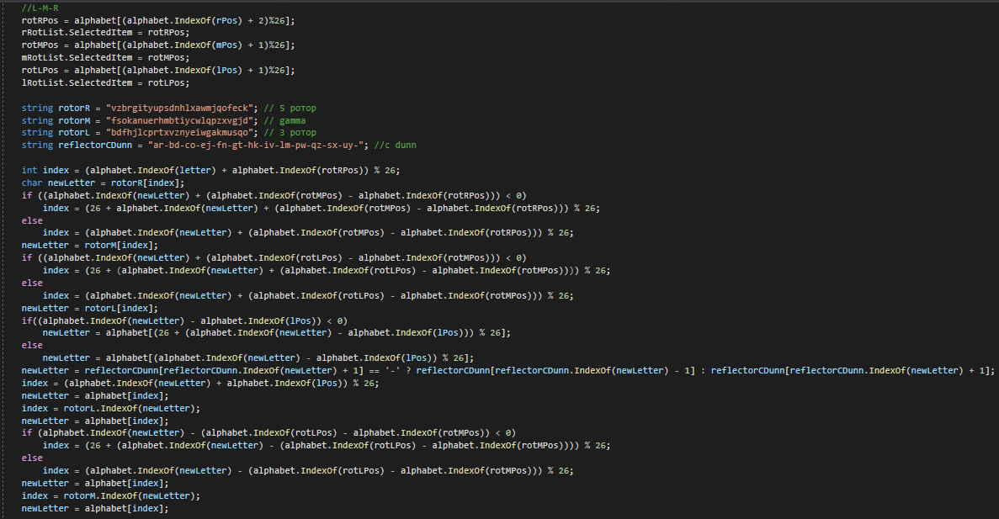 //L-M-R
rotRPos = alphabet[(alphabet.IndexOf(rPos) + 2)%26];
rRotList.SelectedItem = rotRPos;
rotMPos = alphabet[(alphabet.IndexOf(mPos) + 1)%26];
mRotList.SelectedItem = rotMPos;
rotLPos = alphabet[(alphabet.IndexOf(lPos) + 1)%26];
lRotList.SelectedItem = rotLPos;
string rotorR = "vzbrgityupsdnhlxawmjqofeck"; // 5 ротор
string rotorM = "fsokanuerhmbtiycwlqpzxvgjd"; // gamma
string rotorL = "bdfhjlcprtxvznyeiwgakmusqo"; // 3 ротор
string reflectorCDunn = "ar-bd-co-ej-fn-gt-hk-iv-lm-pw-qz-sx-uy-"; //c dunn
int index = (alphabet.IndexOf(letter) + alphabet.IndexOf(rotRPos)) % 26;
char newLetter = rotorR[index];
if ((alphabet.IndexOf(newLetter) + (alphabet.IndexOf(rotMPos) - alphabet.IndexOf(rotRPos))) < 0)
index = (26 + alphabet.IndexOf(newLetter) + (alphabet.IndexOf(rotMPos) - alphabet.IndexOf(rotRPos))) % 26;
else
index = (alphabet.IndexOf(newLetter) + (alphabet.IndexOf(rotMPos) - alphabet.IndexOf(rotRPos))) % 26;
newLetter = rotorM[index];
if ((alphabet.IndexOf(newLetter) + (alphabet.IndexOf(rotLPos) - alphabet.IndexOf(rotMPos))) < 0)
index = (26 + (alphabet.IndexOf(newLetter) + (alphabet.IndexOf(rotLPos) - alphabet.IndexOf(rotMPos)))) % 26;
else
index = (alphabet.IndexOf(newLetter) + (alphabet.IndexOf(rotLPos) - alphabet.IndexOf(rotMPos))) % 26;
newLetter = rotorL[index];
if((alphabet.IndexOf(newLetter) - alphabet.IndexOf(lPos)) < 0)
newLetter = alphabet[(26 + (alphabet.IndexOf(newLetter) - alphabet.IndexOf(lPos))) % 26];
else
newLetter = alphabet[(alphabet.IndexOf(newLetter) - alphabet.IndexOf(lPos)) % 26];
newLetter = reflectorCDunn[reflectorCDunn.IndexOf(newLetter) + 1] == '-' ? reflectorCDunn[reflectorCDunn.IndexOf(newLetter) - 1] : reflectorCDunn[reflectorCDunn.IndexOf(newLetter) + 1];
index = (alphabet.IndexOf(newLetter) + alphabet.IndexOf(lPos)) % 26;
newLetter = alphabet[index];
index = rotorL.IndexOf(newLetter);
newLetter = alphabet[index];
if (alphabet.IndexOf(newLetter) - (alphabet.IndexOf(rotLPos) - alphabet.IndexOf(rotMPos)) < 0)
index = (26 + (alphabet.IndexOf(newLetter) - (alphabet.IndexOf(rotLPos) - alphabet.IndexOf(rotMPos)))) % 26;
else
index = (alphabet.IndexOf(newLetter) - (alphabet.IndexOf(rotLPos) - alphabet.IndexOf(rotMPos))) % 26;
newLetter = alphabet[index];
index = rotorM.IndexOf(newLetter);
newLetter = alphabet[index];